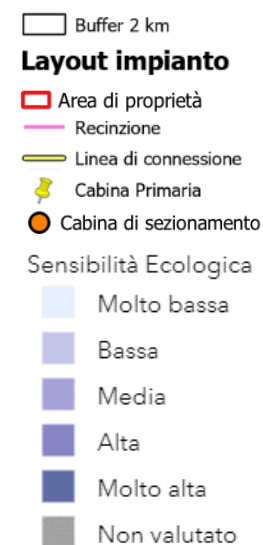 Buffer 2 km
Layout impianto
Area di proprietà
Recinzione
Linea di connessione
Cabina Primaria
Cabina di sezionamento
Sensibilità Ecologica
Molto bassa
Bassa
Media
Alta
Molto alta
Non valutato